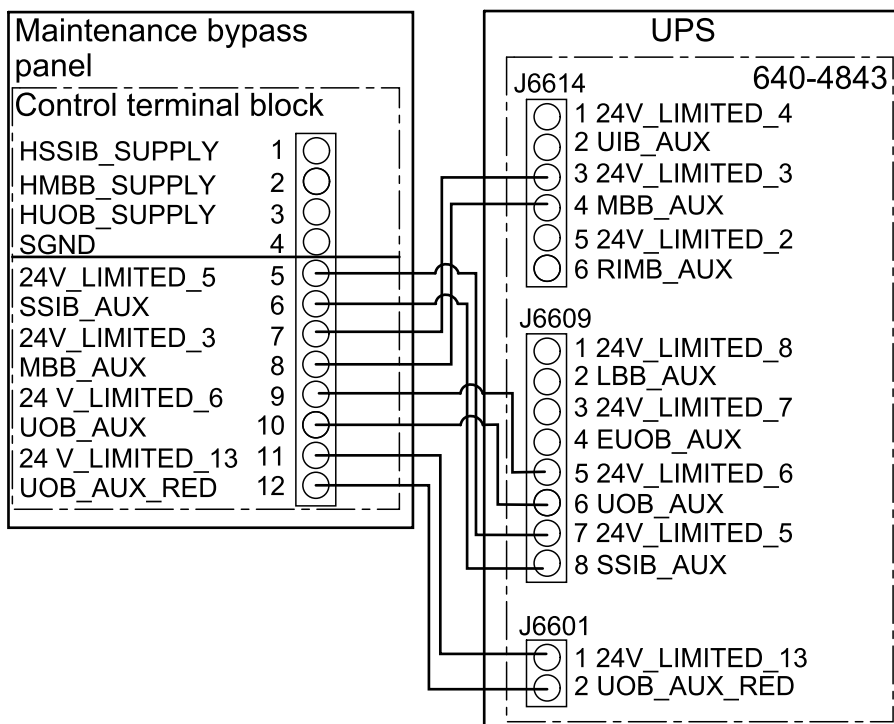 Maintenance bypass
panel
Control terminal block
HSSIB_SUPPLY 1
HMBB_SUPPLY 2
HUOB_SUPPLY 3
SGND 4
24V_LIMITED_5 5
SSIB_AUX 6
24V_LIMITED_3 7
MBB_AUX 8
24 V_LIMITED_6 9
UOB_AUX 10
24 V_LIMITED_13 11
UOB_AUX_RED 12
UPS
640-4843
J6614
1 24V_LIMITED_4
2 UIB_AUX
3 24V_LIMITED_3
4 MBB_AUX
5 24V_LIMITED_2
6 RIMB_AUX
J6609
1 24V_LIMITED_8
2 LBB_AUX
3 24V_LIMITED_7
4 EUOB_AUX
5 24V_LIMITED_6
6 UOB_AUX
7 24V_LIMITED_5
8 SSIB_AUX
J6601
1 24V_LIMITED_13
2 UOB_AUX_RED